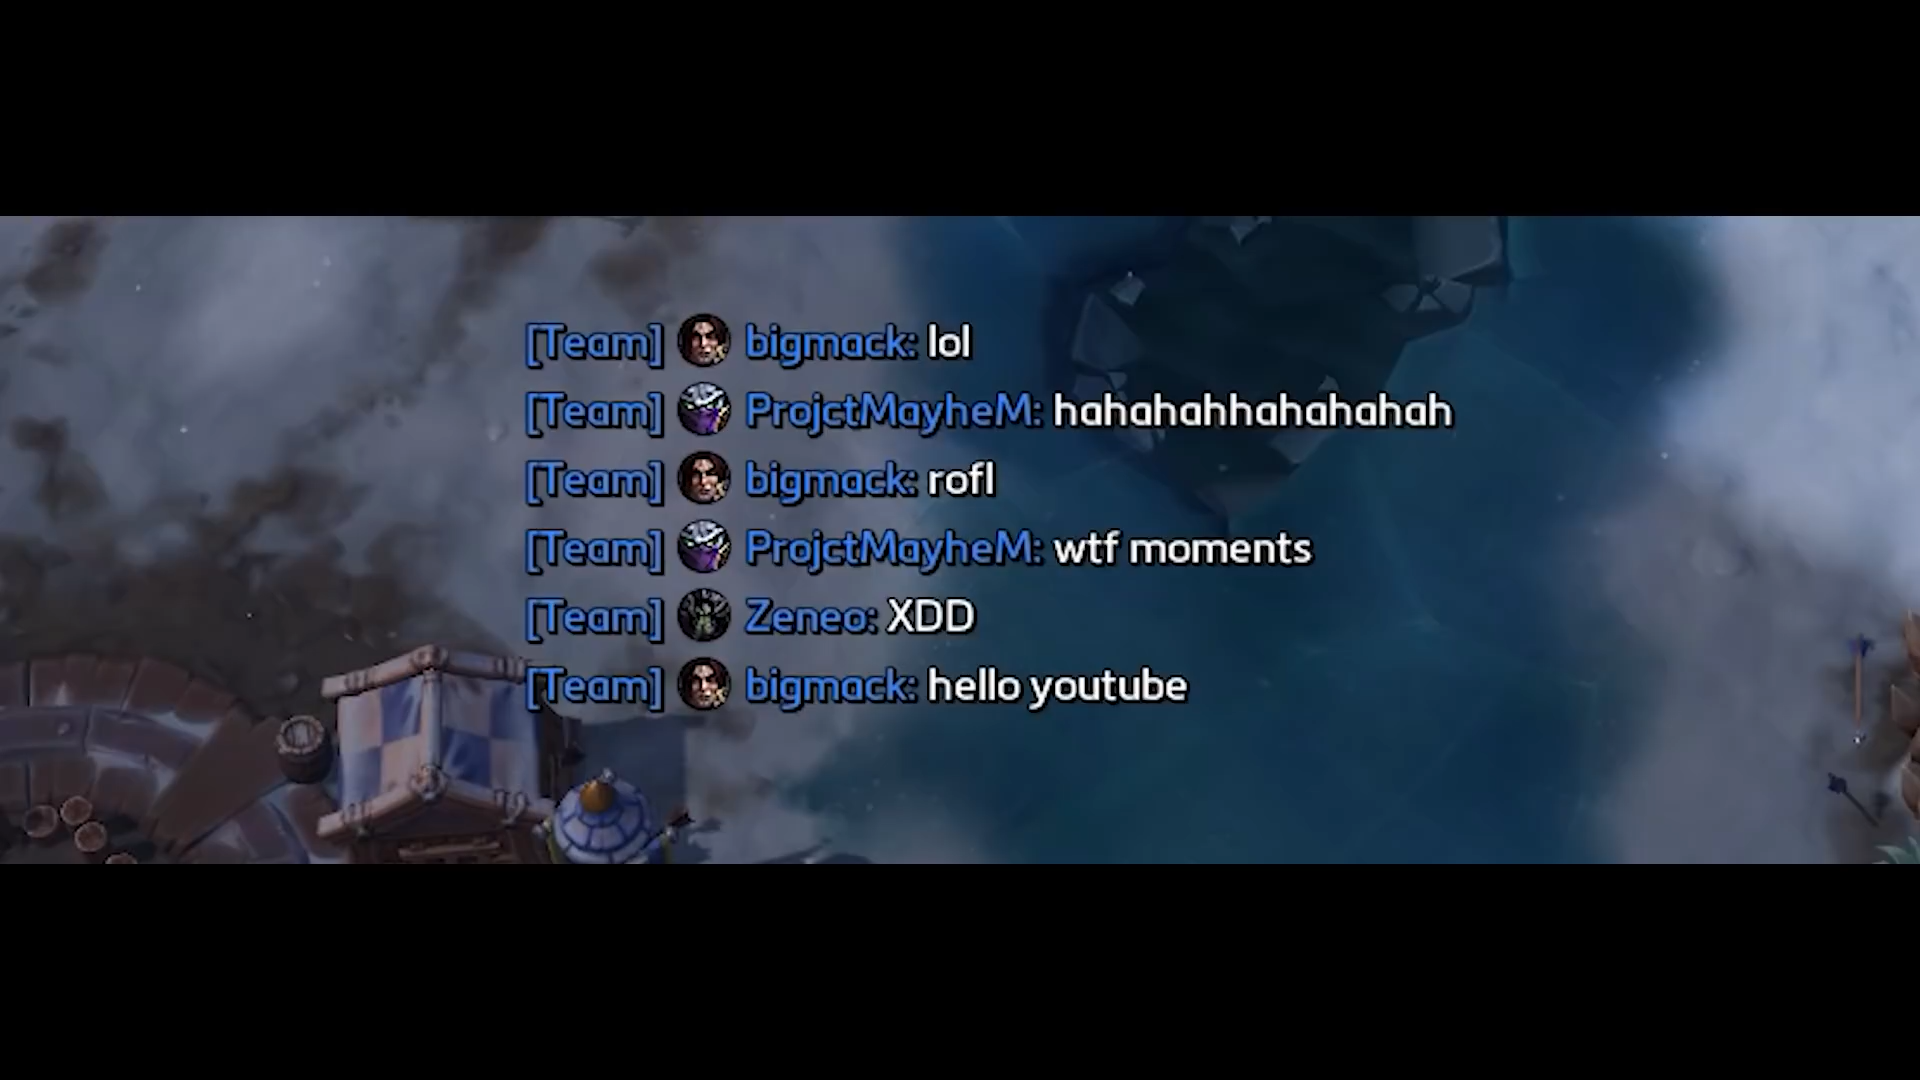 [Team] bigmack: lol
[Team] ProjctMayheM: hahahahhahahahah
[Team] bigmack: rofl
[Team] ProjctMayheM: wtf moments
[Team] Zeneo: XDD
[Team] bigmack: hello youtube